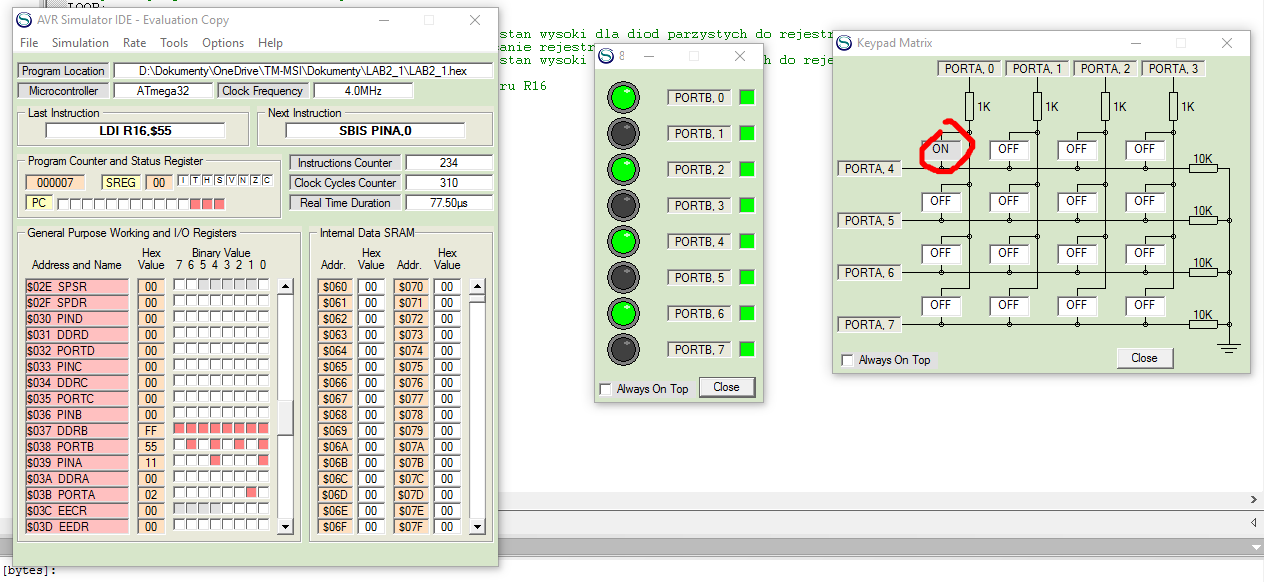 LOOP:
AVR Simulator IDE - Evaluation Copy
File Simulation Rate Tools Options Help
Program Location D:\Dokumenty\OneDrive\TM-MSI\Dokumenty\LAB2_1\LAB2_1.hex
Microcontroller ATmega32 Clock Frequency 4.0MHz
Last Instruction
LDI R16,$55
Next Instruction
SBIS PINA,0
Program Counter and Status Register
000007 SREG 00 I T H S V N Z C
PC
Instructions Counter 234
Clock Cycles Counter 310
Real Time Duration 77.50µs
General Purpose Working and I/O Registers
Hex Binary Value
Address and Name Value 7 6 5 4 3 2 1 0
$02E SPSR 00
$02F SPDR 00
$030 PIND 00
$031 DDRD 00
$032 PORTD 00
$033 PINC 00
$034 DDRC 00
$035 PORTC 00
$036 PINB 00
$037 DDRB FF
$038 PORTB 55
$039 PINA 11
$03A DDRA 00
$03B PORTA 02
$03C EECR 00
$03D EEDR 00
Internal Data SRAM
Hex Hex
Addr. Value Addr. Value
$060 00 $070 00
$061 00 $071 00
$062 00 $072 00
$063 00 $073 00
$064 00 $074 00
$065 00 $075 00
$066 00 $076 00
$067 00 $077 00
$068 00 $078 00
$069 00 $079 00
$06A 00 $07A 00
$06B 00 $07B 00
$06C 00 $07C 00
$06D 00 $07D 00
$06E 00 $07E 00
$06F 00 $07F 00
stan wysoki dla diod parzystych do rejestr
anie rejestr
stan wysoki
ch do reje
ru R16
8
PORTB, 0
PORTB, 1
PORTB, 2
PORTB, 3
PORTB, 4
PORTB, 5
PORTB, 6
PORTB, 7
Always On Top Close
Keypad Matrix
PORTA, 0 PORTA, 1 PORTA, 2 PORTA, 3
1K 1K 1K 1K
ON OFF OFF OFF
PORTA, 4 10K
OFF OFF OFF OFF
PORTA, 5 10K
OFF OFF OFF OFF
PORTA, 6 10K
OFF OFF OFF OFF
PORTA, 7 10K
Always On Top Close
[bytes]: